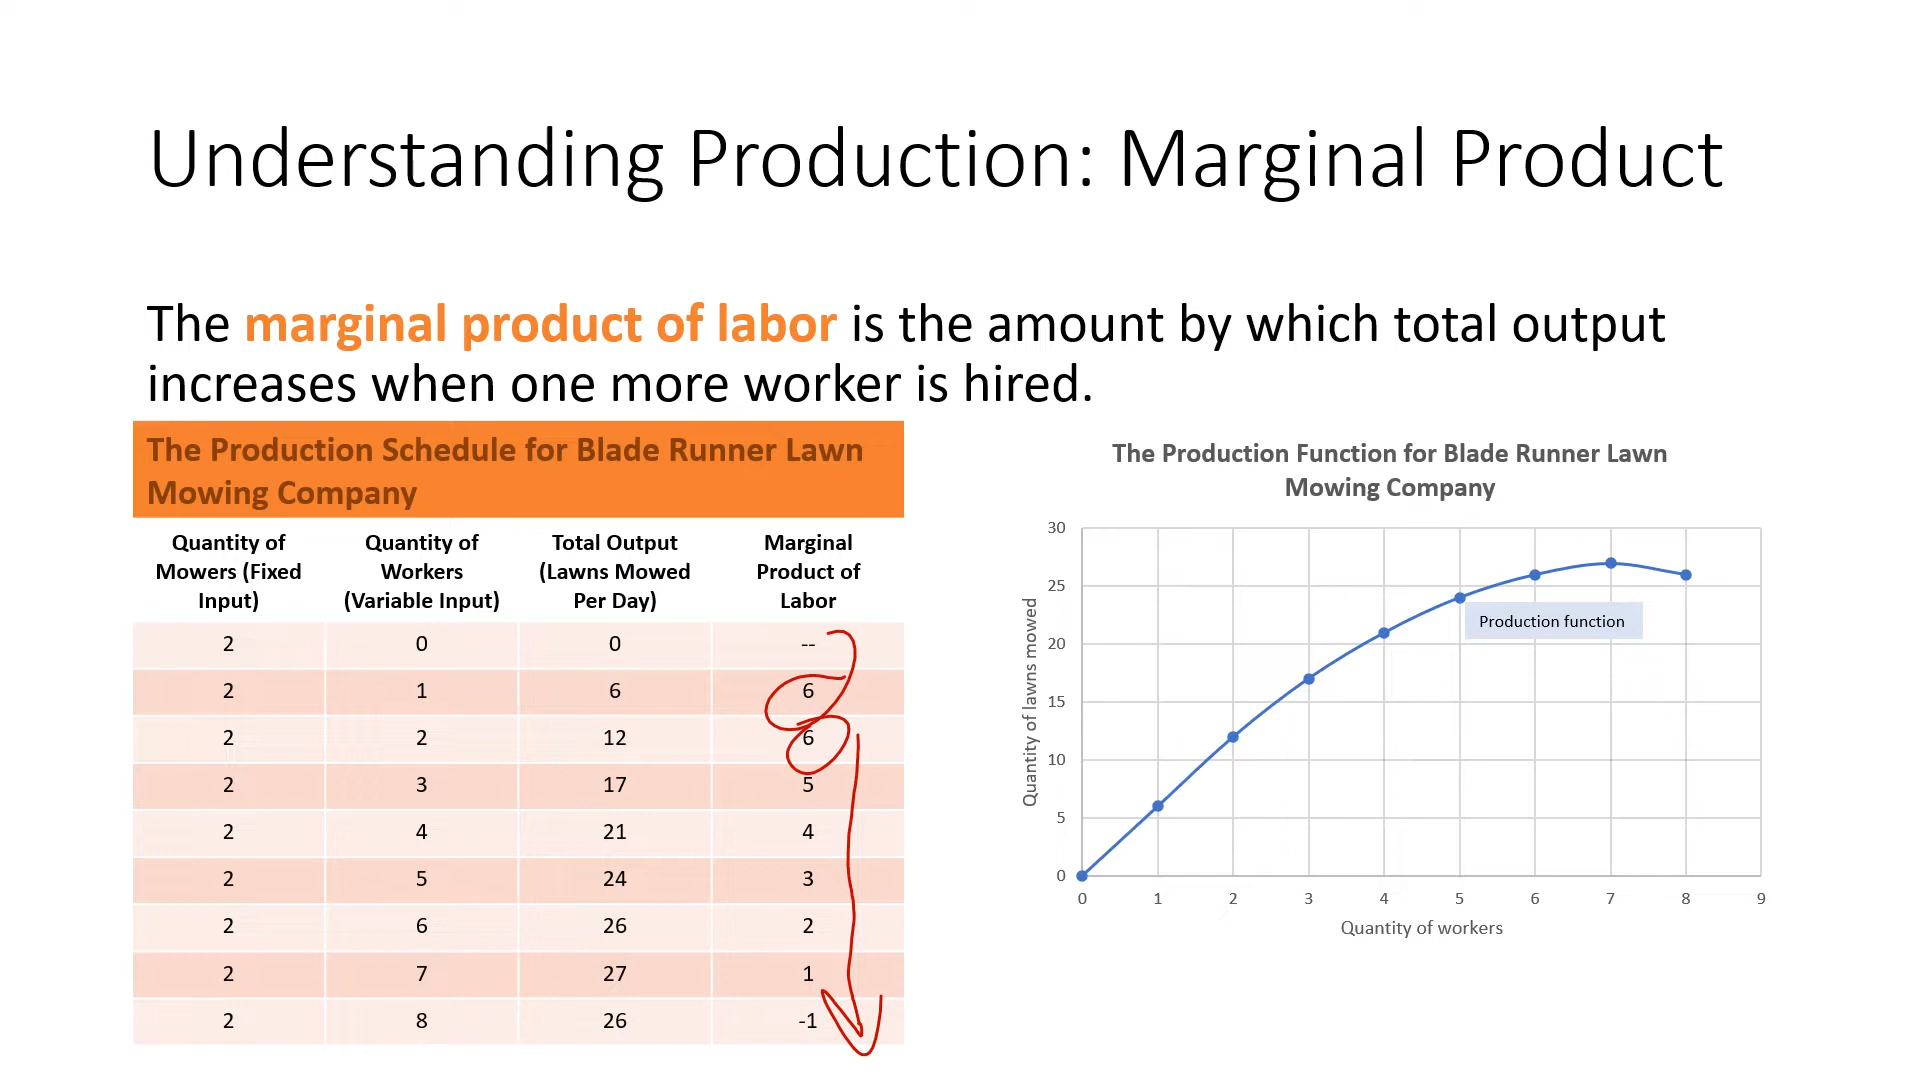 Understanding Production: Marginal Product
The marginal product of labor is the amount by which total output
increases when one more worker is hired.
The Production Schedule for Blade Runner Lawn
Mowing Company
Quantity of Mowers (Fixed Input) Quantity of Workers (Variable Input) Total Output (Lawns Mowed Per Day) Marginal Product of Labor
2 0 0 --
2 1 6 6
2 2 12 6
2 3 17 5
2 4 21 4
2 5 24 3
2 6 26 2
2 7 27 1
2 8 26 -1
The Production Function for Blade Runner Lawn
Mowing Company
Quantity of lawns mowed
30
25
20
15
10
5
0
Production function
0 1 2 3 4 5 6 7 8 9
Quantity of workers